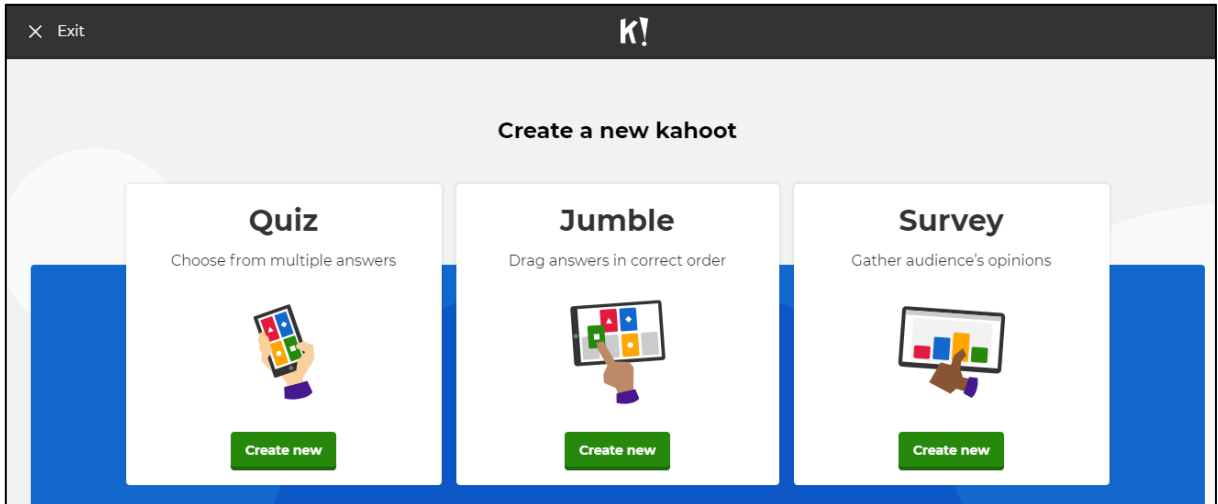 Exit
K!
Create a new kahoot
Quiz
Choose from multiple answers
Create new
Jumble
Drag answers in correct order
Create new
Survey
Gather audience's opinions
Create new